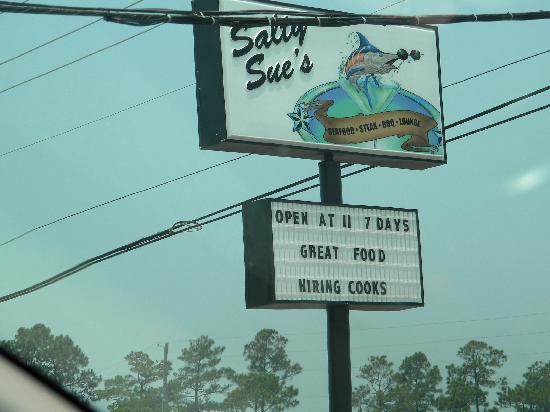 Salty
Sue's
SEAFOOD • STEAK • BBQ • LOUNGE
OPEN AT 11 7 DAYS
GREAT FOOD
HIRING COOKS